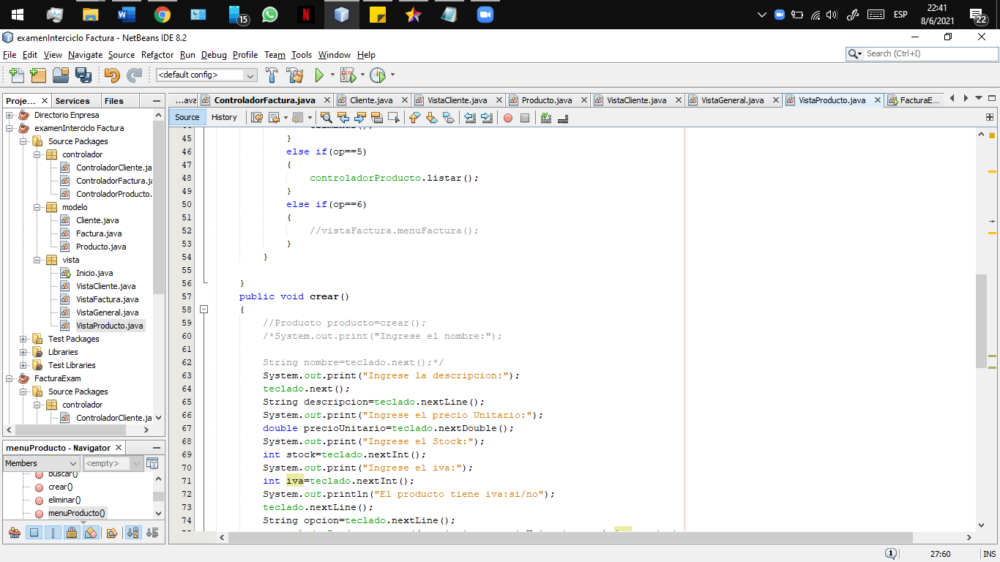 15
ESP
22:41
8/6/2021
22
examenInterciclo Factura - NetBeans IDE 8.2
File Edit View Navigate Source Refactor Run Debug Profile Team Tools Window Help
Search (Ctrl+I)
<default config>
Proje... Services Files
...ava ControladorFactura.java Cliente.java VistaCliente.java Producto.java VistaCliente.java VistaGeneral.java VistaProducto.java FacturaE...
Source History
Directorio Enpresa
examenInterciclo Factura
Source Packages
controlador
ControladorCliente.ja
ControladorFactura.ja
ControladorProducto.
modelo
Cliente.java
Factura.java
Producto.java
vista
Inicio.java
VistaCliente.java
VistaFactura.java
VistaGeneral.java
VistaProducto.java
Test Packages
Libraries
Test Libraries
FacturaExam
Source Packages
controlador
ControladorCliente.ja
menuProducto - Navigator
Members <empty>
buscar()
crear()
eliminar()
menuProducto()
45 }
46 else if(op==5)
47 {
48 controladorProducto.listar();
49 }
50 else if(op==6)
51 {
52 //vistaFactura.menuFactura();
53 }
54 }
55
56 }
57 public void crear()
58 {
59 //Producto producto=crear();
60 /*System.out.print("Ingrese el nombre:");
61
62 String nombre=teclado.next();*/
63 System.out.print("Ingrese la descripcion:");
64 teclado.next();
65 String descripcion=teclado.nextLine();
66 System.out.print("Ingrese el precio Unitario:");
67 double precioUnitario=teclado.nextDouble();
68 System.out.print("Ingrese el Stock:");
69 int stock=teclado.nextInt();
70 System.out.print("Ingrese el iva:");
71 int iva=teclado.nextInt();
72 System.out.println("El producto tiene iva:si/no");
73 teclado.nextLine();
74 String opcion=teclado.nextLine();
1
27:60
INS